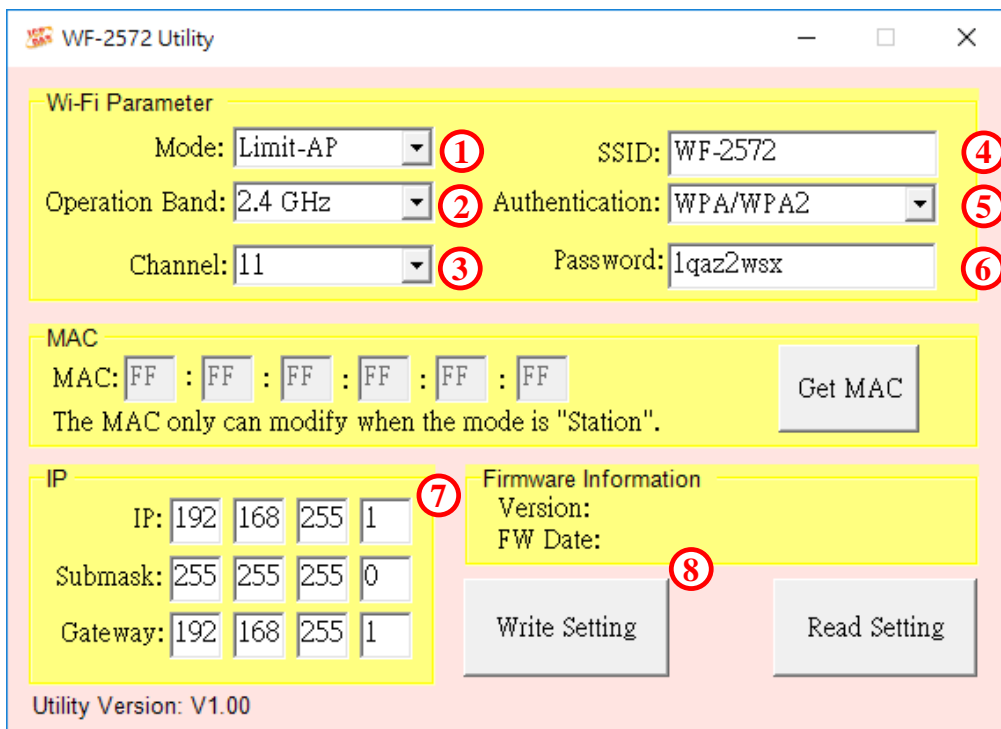 WF-2572 Utility
Wi-Fi Parameter
Mode: Limit-AP 1 SSID: WF-2572 4
Operation Band: 2.4 GHz 2 Authentication: WPA/WPA2 5
Channel: 11 3 Password: 1qaz2wsx 6
MAC
MAC: FF : FF : FF : FF : FF : FF Get MAC
The MAC only can modify when the mode is "Station".
IP 7 Firmware Information
IP: 192 168 255 1 Version:
FW Date:
Submask: 255 255 255 0 8
Gateway: 192 168 255 1 Write Setting Read Setting
Utility Version: V1.00